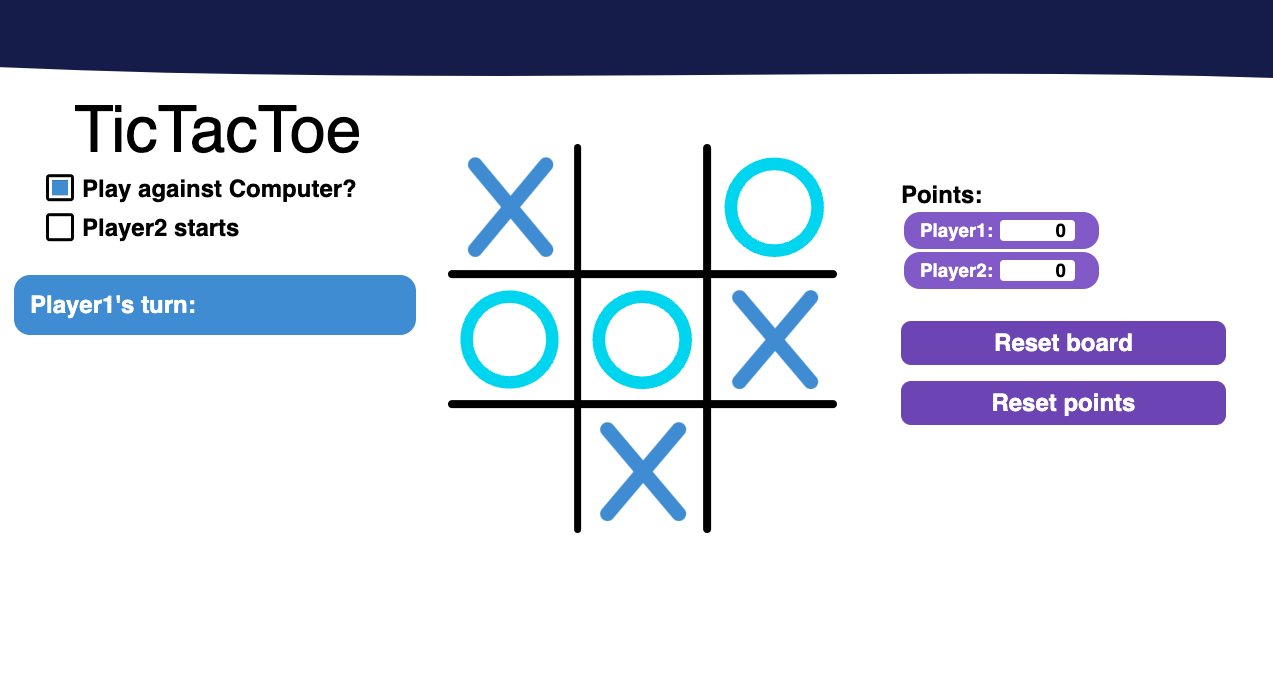 TicTacToe
Play against Computer?
Player2 starts
Player1's turn:
Points:
Player1: 0
Player2: 0
Reset board
Reset points